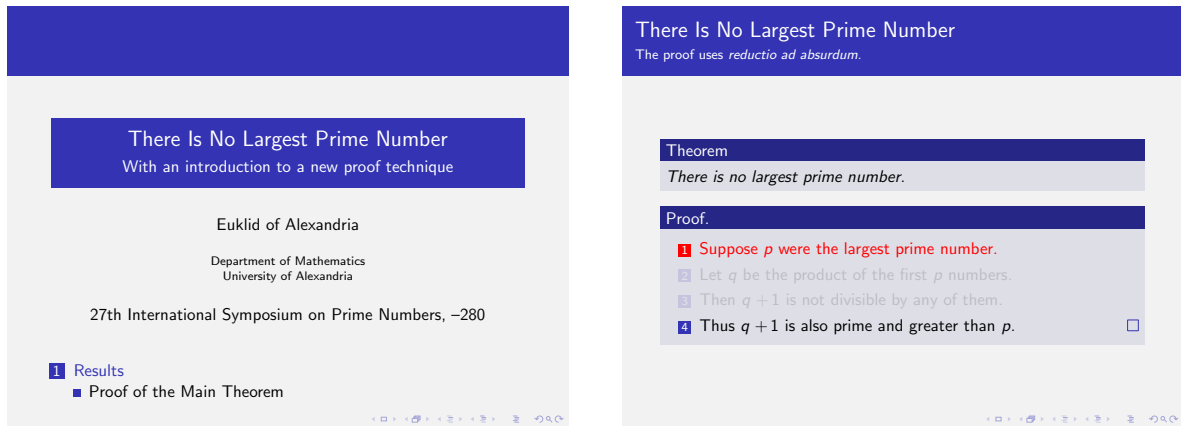 There Is No Largest Prime Number
With an introduction to a new proof technique
Euklid of Alexandria
Department of Mathematics
University of Alexandria
27th International Symposium on Prime Numbers, –280
1 Results
Proof of the Main Theorem
There Is No Largest Prime Number
The proof uses reductio ad absurdum.
Theorem
There is no largest prime number.
Proof.
1 Suppose p were the largest prime number.
2 Let q be the product of the first p numbers.
3 Then q + 1 is not divisible by any of them.
4 Thus q + 1 is also prime and greater than p.